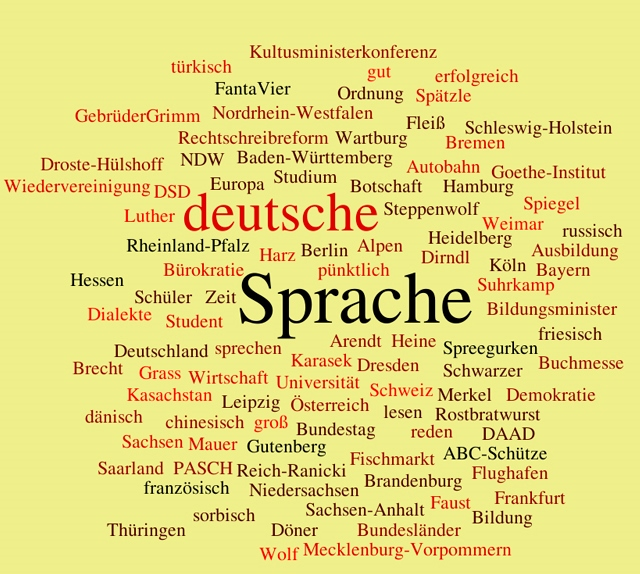 Kultusministerkonferenz
türkisch gut erfolgreich
FantaVier Ordnung Spätzle
GebrüderGrimm Nordrhein-Westfalen Fleiß Schleswig-Holstein
Rechtschreibreform Wartburg Bremen
Droste-Hülshoff NDW Baden-Württemberg Autobahn Goethe-Institut
Wiedervereinigung DSD Europa Studium Botschaft Hamburg
Luther deutsche Steppenwolf Spiegel
Weimar russisch
Rheinland-Pfalz Harz Berlin Alpen Heidelberg Ausbildung
Bürokratie pünktlich Dirndl Köln Bayern
Hessen Sprache Suhrkamp
Schüler Zeit Bildungsminister
Dialekte Student friesisch
Deutschland sprechen Arendt Heine Spreegurken
Brecht Grass Wirtschaft Karasek Dresden Schwarzer Buchmesse
Kasachstan Universität Schweiz Merkel Demokratie
dänisch chinesisch Leipzig Österreich lesen Rostbratwurst
groß Bundestag reden DAAD
Sachsen Mauer Gutenberg ABC-Schütze
Saarland PASCH Reich-Ranicki Fischmarkt Flughafen
französisch Niedersachsen Brandenburg Frankfurt
sorbisch Sachsen-Anhalt Faust Bildung
Thüringen Döner Bundesländer
Wolf Mecklenburg-Vorpommern